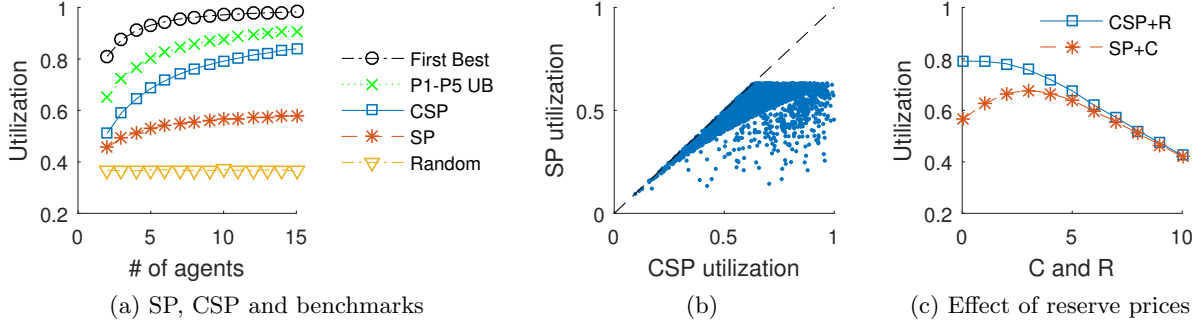 1
0.8
0.6
0.4
0.2
0
5
10
15
Utilization
# of agents
First Best
P1-P5 UB
CSP
SP
Random
(a) SP, CSP and benchmarks
1
0.5
0
0
0.5
1
SP utilization
CSP utilization
(b)
1
0.8
0.6
0.4
0.2
0
5
10
Utilization
C and R
CSP+R
SP+C
(c) Effect of reserve prices